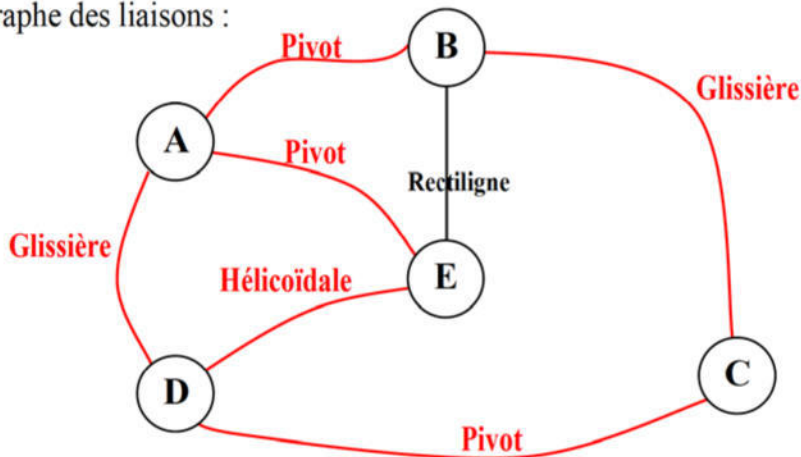 raphe des liaisons :
Pivot
B
Glissière
A
Pivot
Rectiligne
Glissière
Hélicoïdale
E
C
D
Pivot